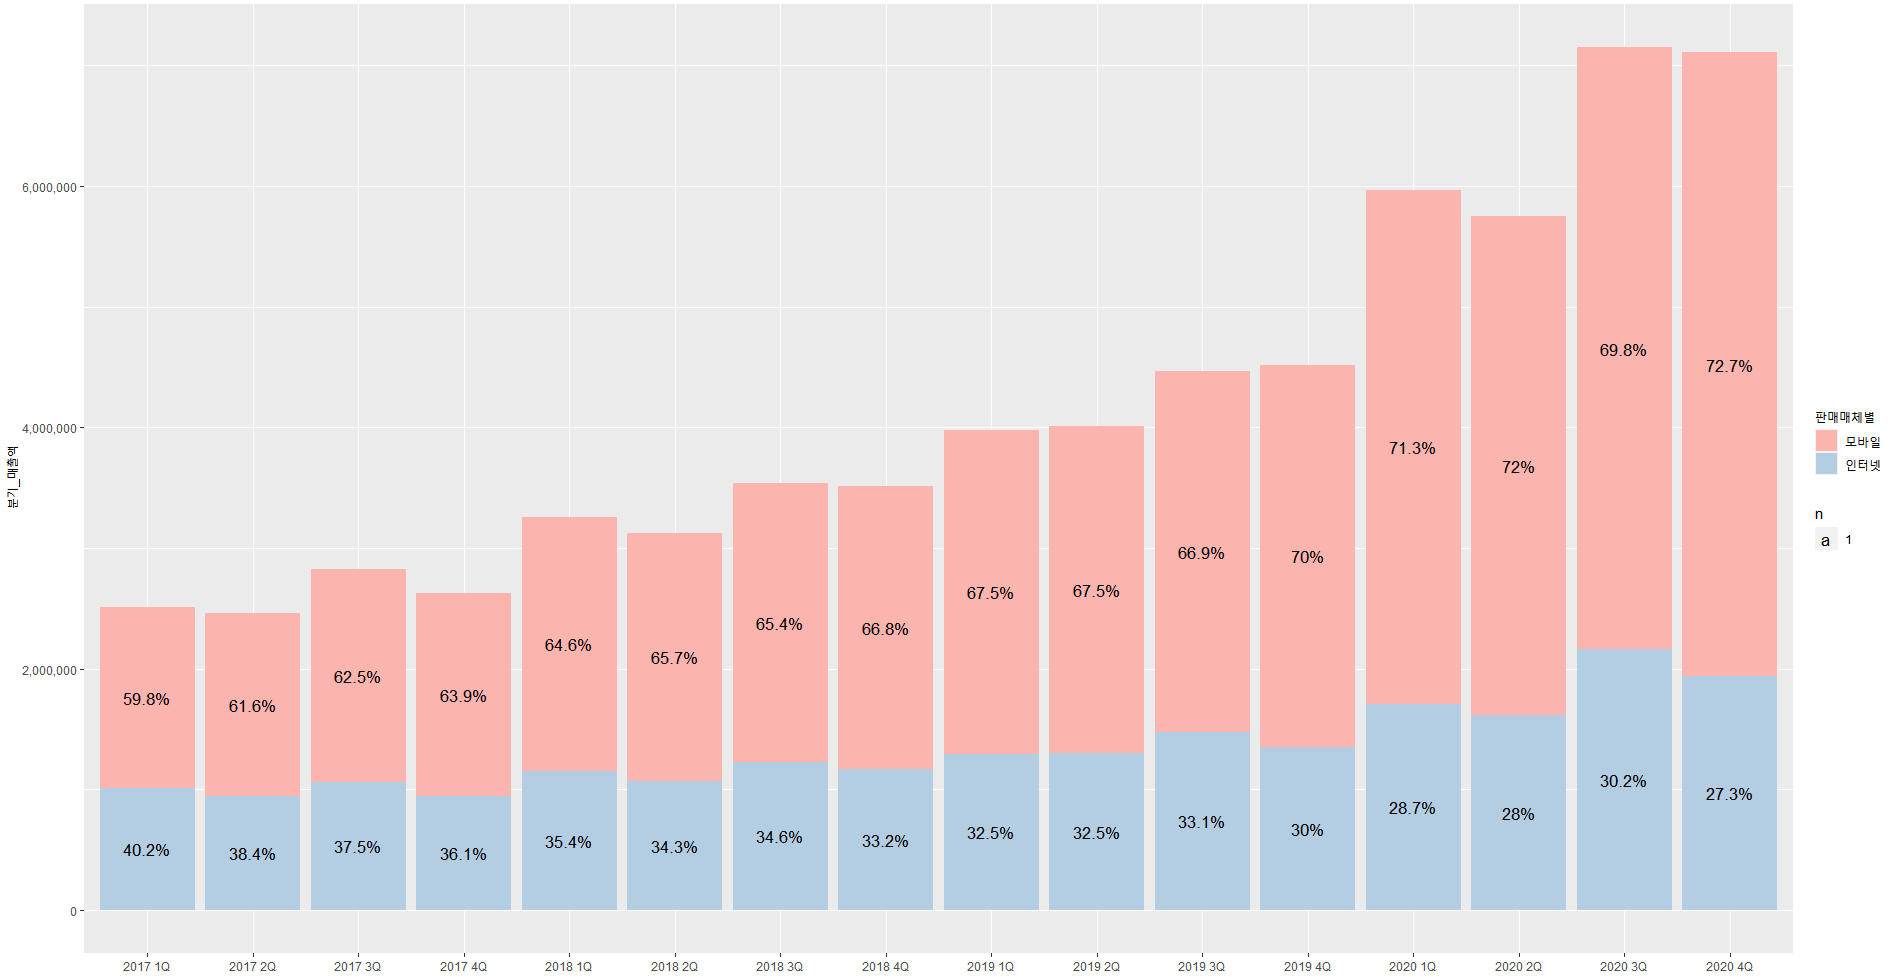 분기_매출액
6,000,000
4,000,000
2,000,000
0
59.8% 61.6% 62.5% 63.9% 64.6% 65.7% 65.4% 66.8% 67.5% 67.5% 66.9% 70% 71.3% 72% 69.8% 72.7%
40.2% 38.4% 37.5% 36.1% 35.4% 34.3% 34.6% 33.2% 32.5% 32.5% 33.1% 30% 28.7% 28% 30.2% 27.3%
2017 1Q 2017 2Q 2017 3Q 2017 4Q 2018 1Q 2018 2Q 2018 3Q 2018 4Q 2019 1Q 2019 2Q 2019 3Q 2019 4Q 2020 1Q 2020 2Q 2020 3Q 2020 4Q
판매매체별
모바일
인터넷
n
a 1